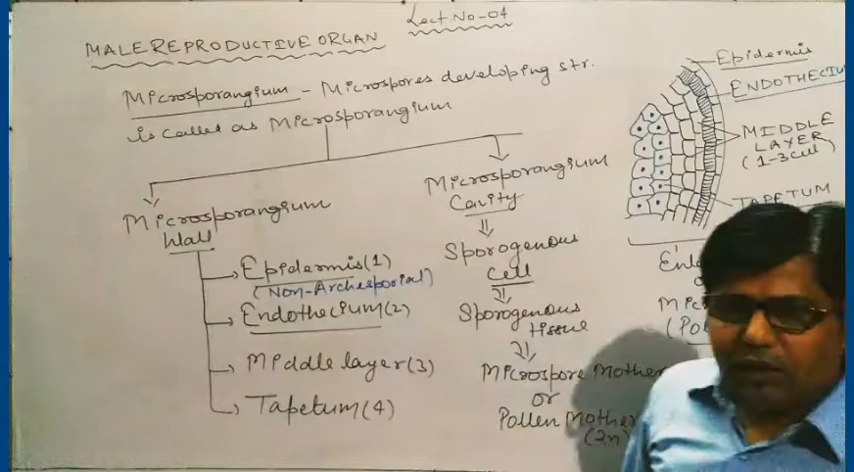 Lect.No-04
MALE REPRODUCTIVE ORGAN
Microsporangium - Microspores developing str.
is called as Microsporangium
Microsporangium
Wall
Epidermis(1)
(Non-Archesporial)
Endothecium(2)
Middle layer(3)
Tapetum(4)
Microsporangium
Cavity
Sporogenous
Cell
Sporogenous
tissue
Microspore Mother
or
Pollen Mother
(2n)
Epidermis
ENDOTHECIU
MIDDLE
LAYER
(1-3cell)
TAPETUM